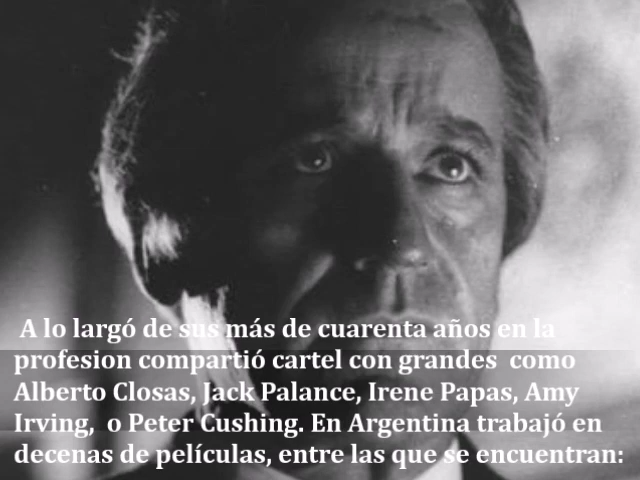 A lo largó de sus más de cuarenta años en la
profesion compartió cartel con grandes como
Alberto Closas, Jack Palance, Irene Papas, Amy
Irving, o Peter Cushing. En Argentina trabajó en
decenas de películas, entre las que se encuentran: